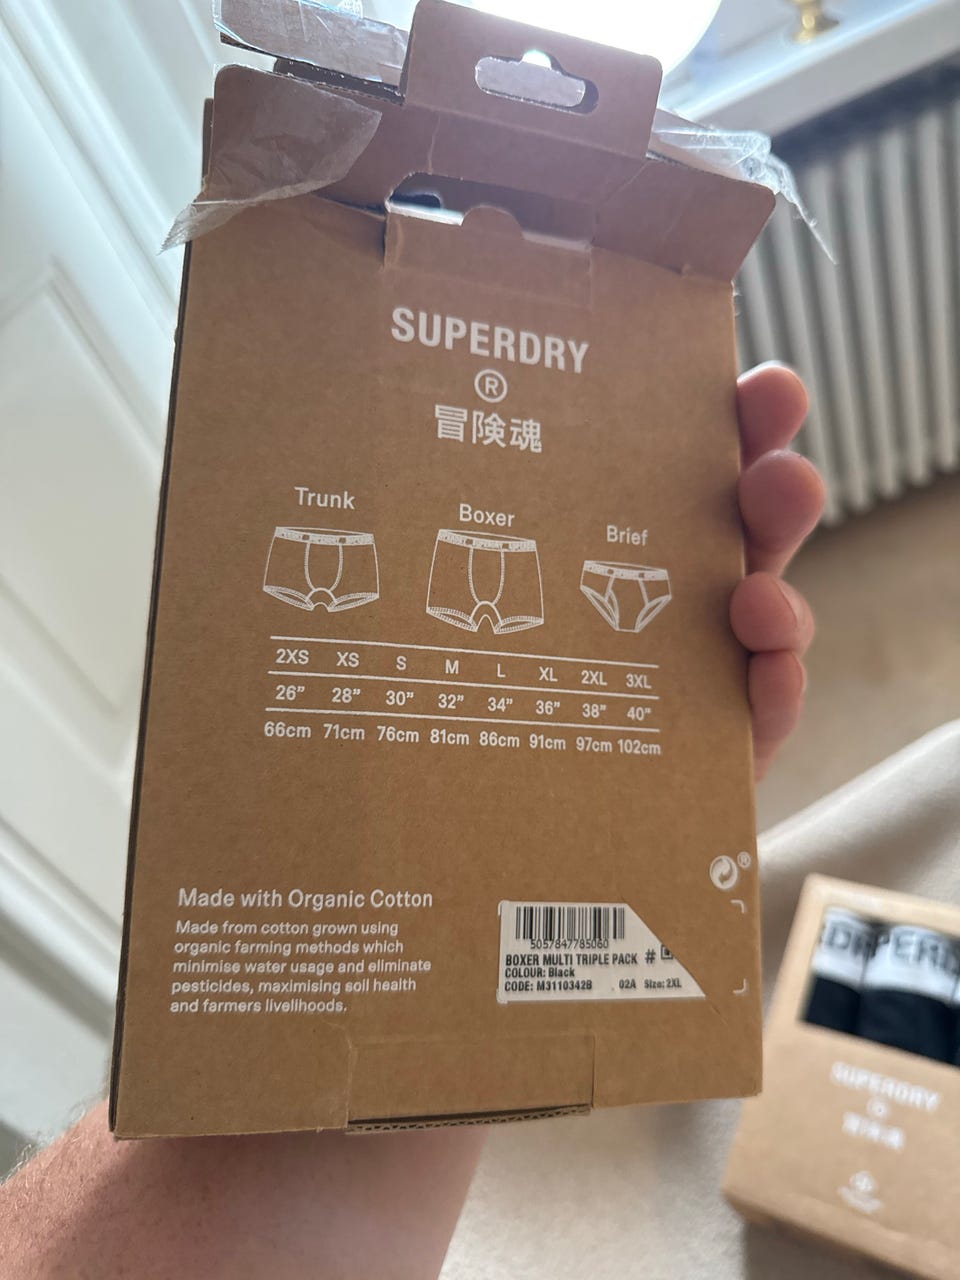 SUPERDRY
®
冒険魂
Trunk Boxer Brief
2XS XS S M L XL 2XL 3XL
26” 28” 30” 32” 34” 36” 38” 40”
66cm 71cm 76cm 81cm 86cm 91cm 97cm 102cm
Made with Organic Cotton
Made from cotton grown using
organic farming methods which
minimise water usage and eliminate
pesticides, maximising soil health
and farmers livelihoods.
®
5057847785060
BOXER MULTI TRIPLE PACK #
COLOUR: Black
CODE: M3110342B 02A Size: 2XL
SUPERDRY